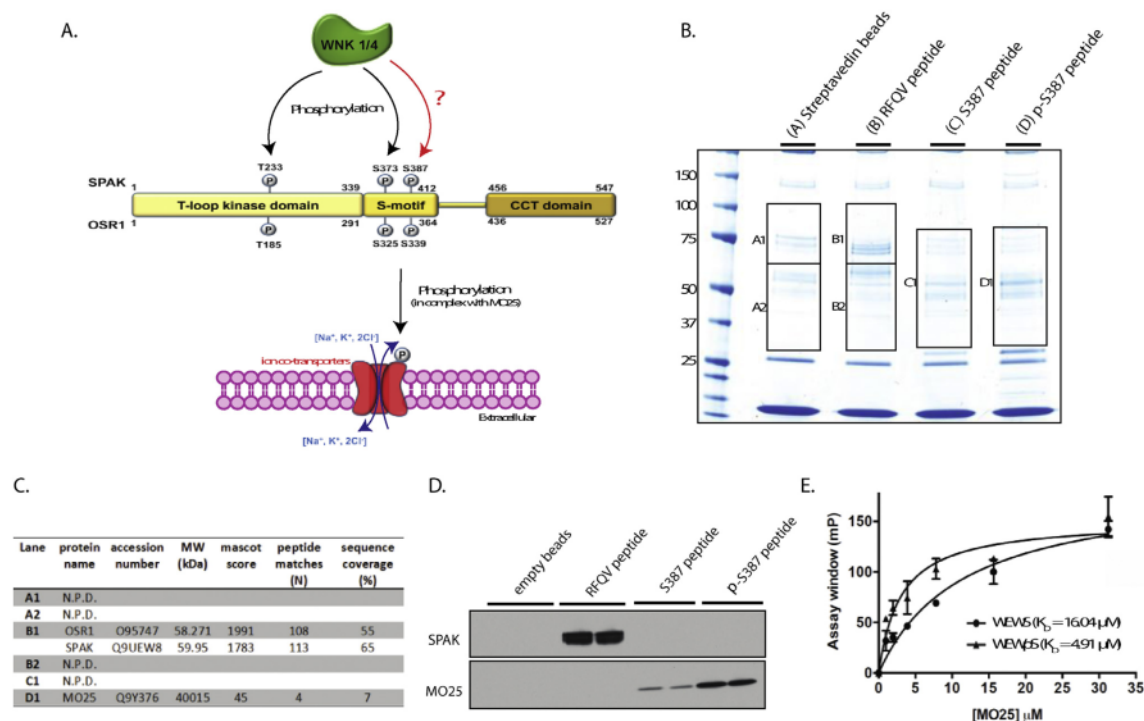 A.
WNK 1/4
?
Phosphorylation
T233
S373
S387
P
P
P
SPAK
1
339
412
456
547
T-loop kinase domain
S-motif
CCT domain
OSR1
1
291
364
436
527
P
P
P
T185
S325
S339
Phosphorylation
(in complex with MO25)
[Na⁺, K⁺, 2Cl⁻]
P
ion co-transporters
Extracellular
[Na⁺, K⁺, 2Cl⁻]
B.
(A) Streptavedin beads
(B) RFQV peptide
(C) S387 peptide
(D) p-S387 peptide
150
100
75
50
37
25
A1
B1
C1
D1
A2
B2
C.
Lane protein name accession number MW (kDa) mascot score peptide matches (N) sequence coverage (%)
A1 N.P.D.
A2 N.P.D.
B1 OSR1 O95747 58.271 1991 108 55
SPAK Q9UEW8 59.95 1783 113 65
B2 N.P.D.
C1 N.P.D.
D1 MO25 Q9Y376 40015 45 4 7
D.
empty beads
RFQV peptide
S387 peptide
p-S387 peptide
SPAK
MO25
E.
Assay window (mP)
150
100
50
0
WEWS (K_D = 16.04 µM)
WEWpS (K_D = 4.91 µM)
0 5 10 15 20 25 30 35
[MO25] µM